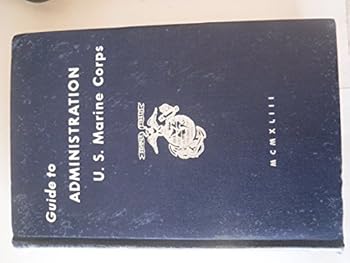 Guide to
ADMINISTRATION
U. S. Marine Corps
MCMXLIII